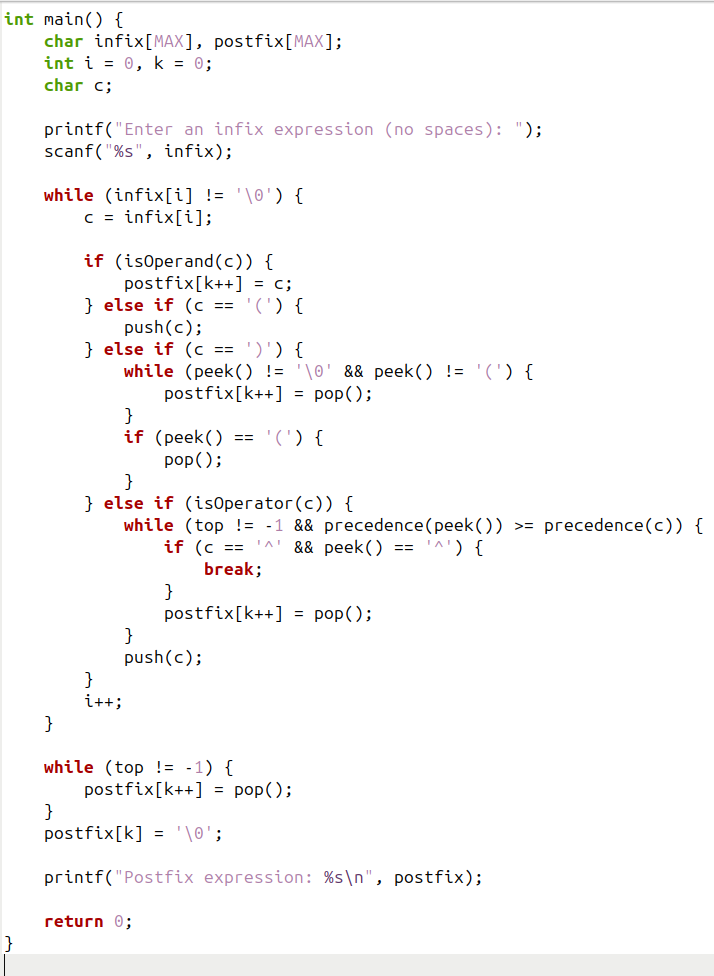 int main() {
    char infix[MAX], postfix[MAX];
    int i = 0, k = 0;
    char c;

    printf("Enter an infix expression (no spaces): ");
    scanf("%s", infix);

    while (infix[i] != '\0') {
        c = infix[i];

        if (isOperand(c)) {
            postfix[k++] = c;
        } else if (c == '(') {
            push(c);
        } else if (c == ')') {
            while (peek() != '\0' && peek() != '(') {
                postfix[k++] = pop();
            }
            if (peek() == '(') {
                pop();
            }
        } else if (isOperator(c)) {
            while (top != -1 && precedence(peek()) >= precedence(c)) {
                if (c == '^' && peek() == '^') {
                    break;
                }
                postfix[k++] = pop();
            }
            push(c);
        }
        i++;
    }

    while (top != -1) {
        postfix[k++] = pop();
    }
    postfix[k] = '\0';

    printf("Postfix expression: %s\n", postfix);

    return 0;
}